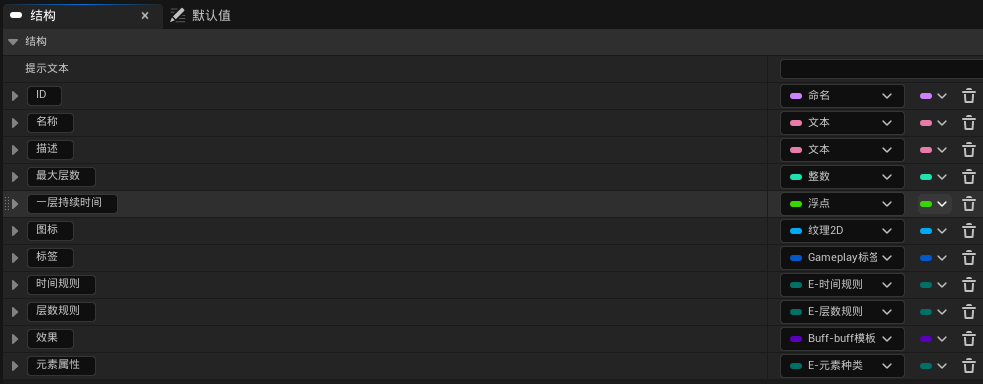 结构
默认值
结构
提示文本
ID 命名
名称 文本
描述 文本
最大层数 整数
一层持续时间 浮点
图标 纹理2D
标签 Gameplay标签
时间规则 E-时间规则
层数规则 E-层数规则
效果 Buff-buff模板
元素属性 E-元素种类